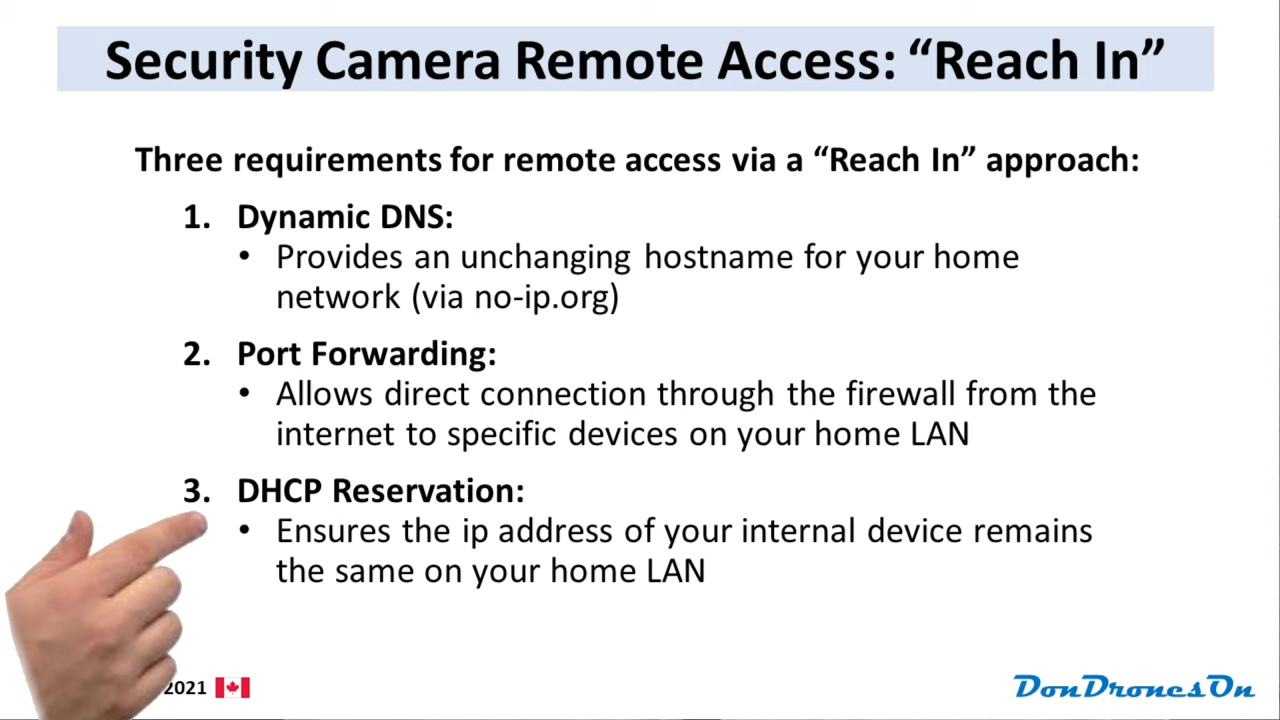 Security Camera Remote Access: “Reach In”
Three requirements for remote access via a “Reach In” approach:
1. Dynamic DNS:
• Provides an unchanging hostname for your home
network (via no-ip.org)
2. Port Forwarding:
• Allows direct connection through the firewall from the
internet to specific devices on your home LAN
3. DHCP Reservation:
• Ensures the ip address of your internal device remains
the same on your home LAN
2021
DonDronesOn